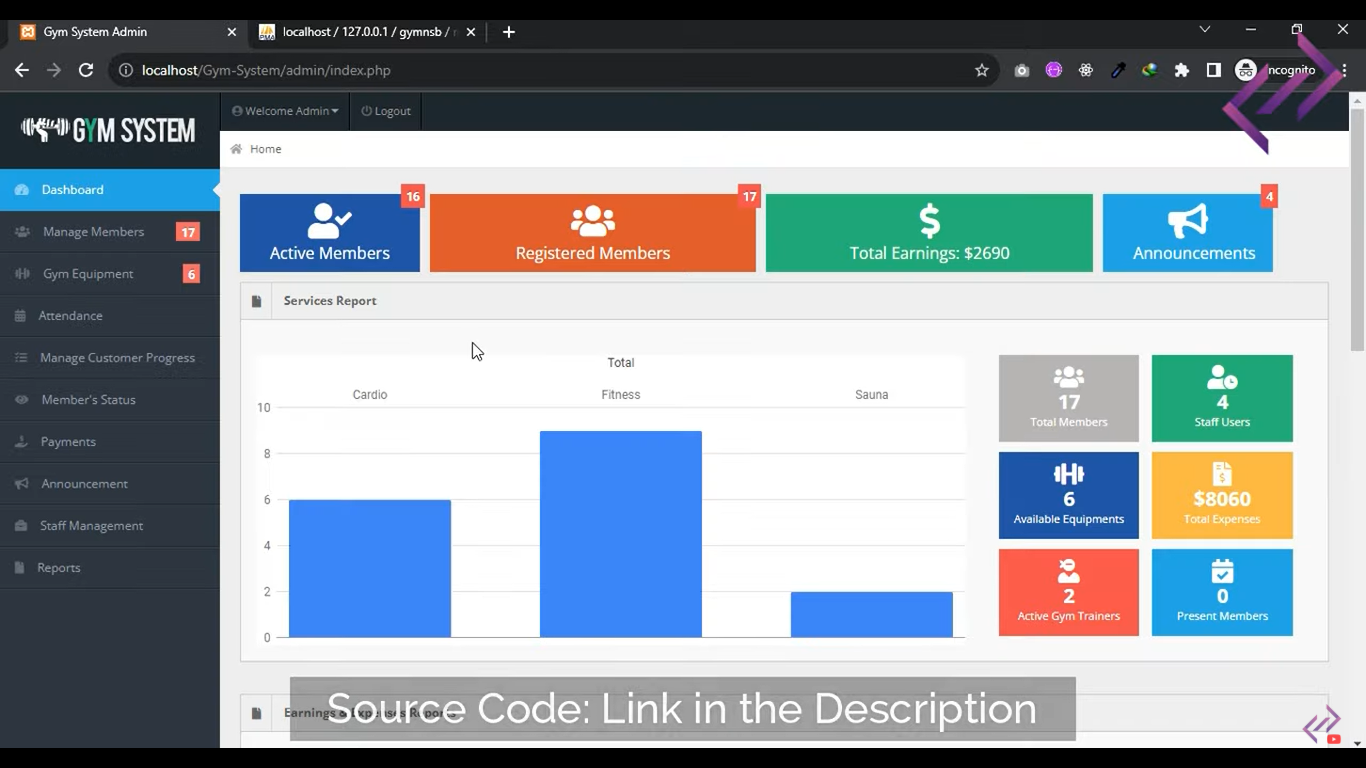 Gym System Admin
localhost / 127.0.0.1 / gymnsb /
localhost/Gym-System/admin/index.php
Incognito
GYM SYSTEM
Welcome Admin
Logout
Home
Dashboard
Manage Members 17
Gym Equipment 6
Attendance
Manage Customer Progress
Member's Status
Payments
Announcement
Staff Management
Reports
16
Active Members
17
Registered Members
Total Earnings: $2690
4
Announcements
Services Report
Total
Cardio Fitness Sauna
10
8
6
4
2
0
17
Total Members
4
Staff Users
6
Available Equipments
$8060
Total Expenses
2
Active Gym Trainers
0
Present Members
Earnings & Expenses Reports
Source Code: Link in the Description